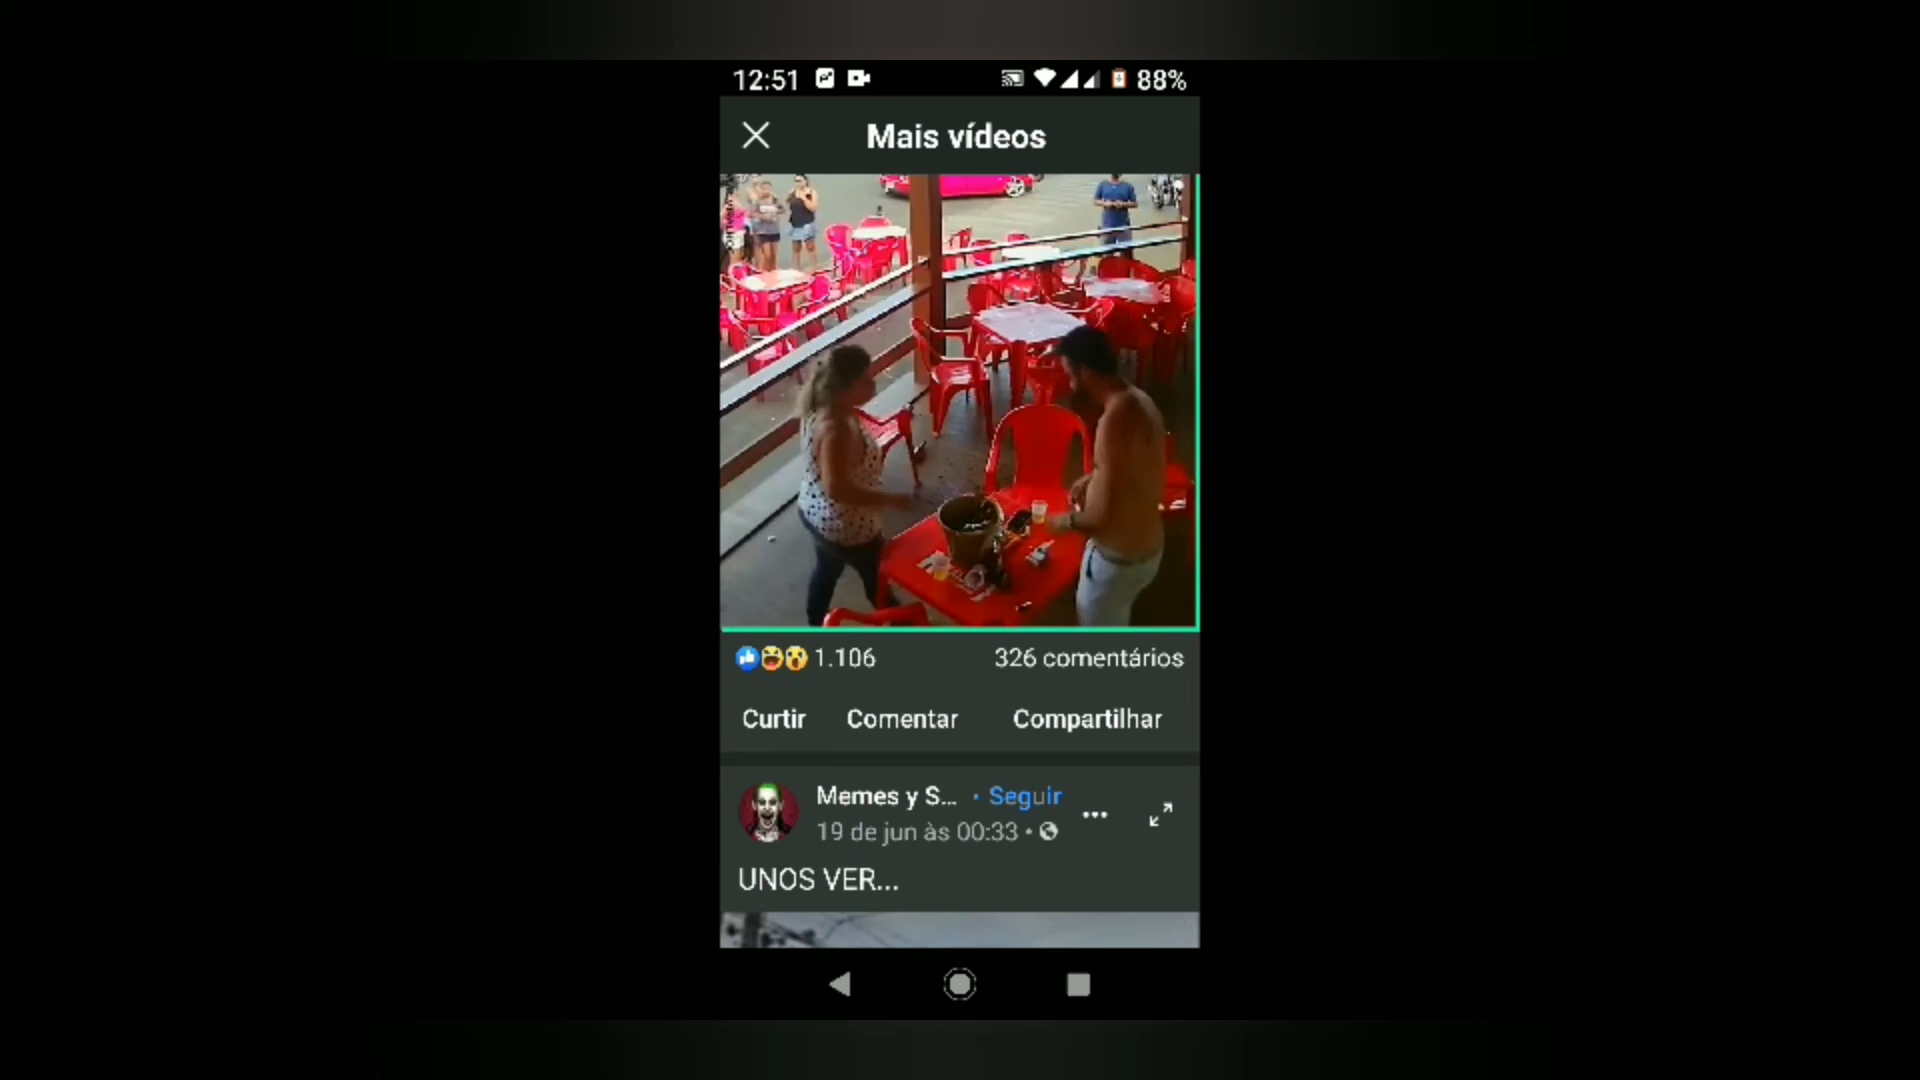 12:51
88%
Mais vídeos
1.106
326 comentários
Curtir
Comentar
Compartilhar
Memes y S... • Seguir
19 de jun às 00:33 •
UNOS VER...